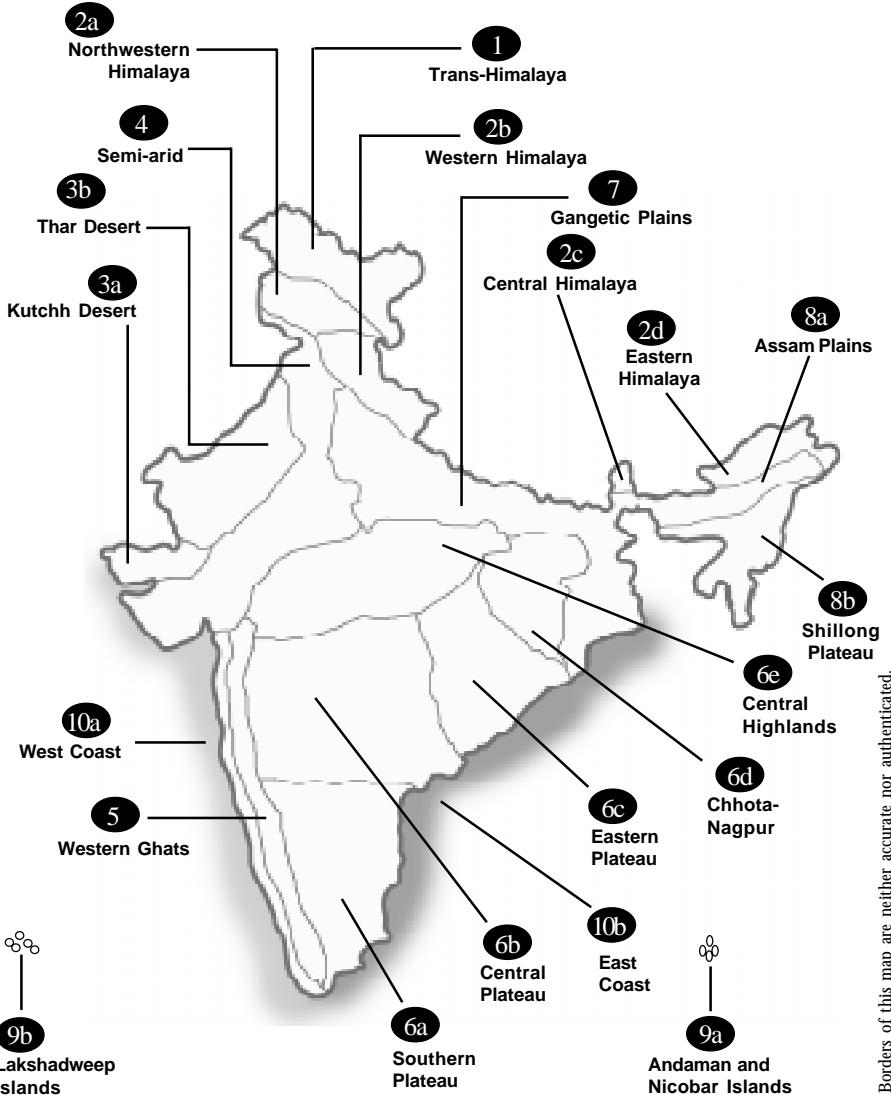 2a
Northwestern
Himalaya
1
Trans-Himalaya
4
Semi-arid
2b
Western Himalaya
3b
Thar Desert
7
Gangetic Plains
2c
Central Himalaya
3a
Kutchh Desert
2d
Eastern
Himalaya
8a
Assam Plains
8b
Shillong
Plateau
6e
Central
Highlands
10a
West Coast
6d
Chhota-
Nagpur
5
Western Ghats
6c
Eastern
Plateau
10b
East
Coast
6b
Central
Plateau
6a
Southern
Plateau
9b
Lakshadweep
slands
9a
Andaman and
Nicobar Islands
Borders of this map are neither accurate nor authenticated.